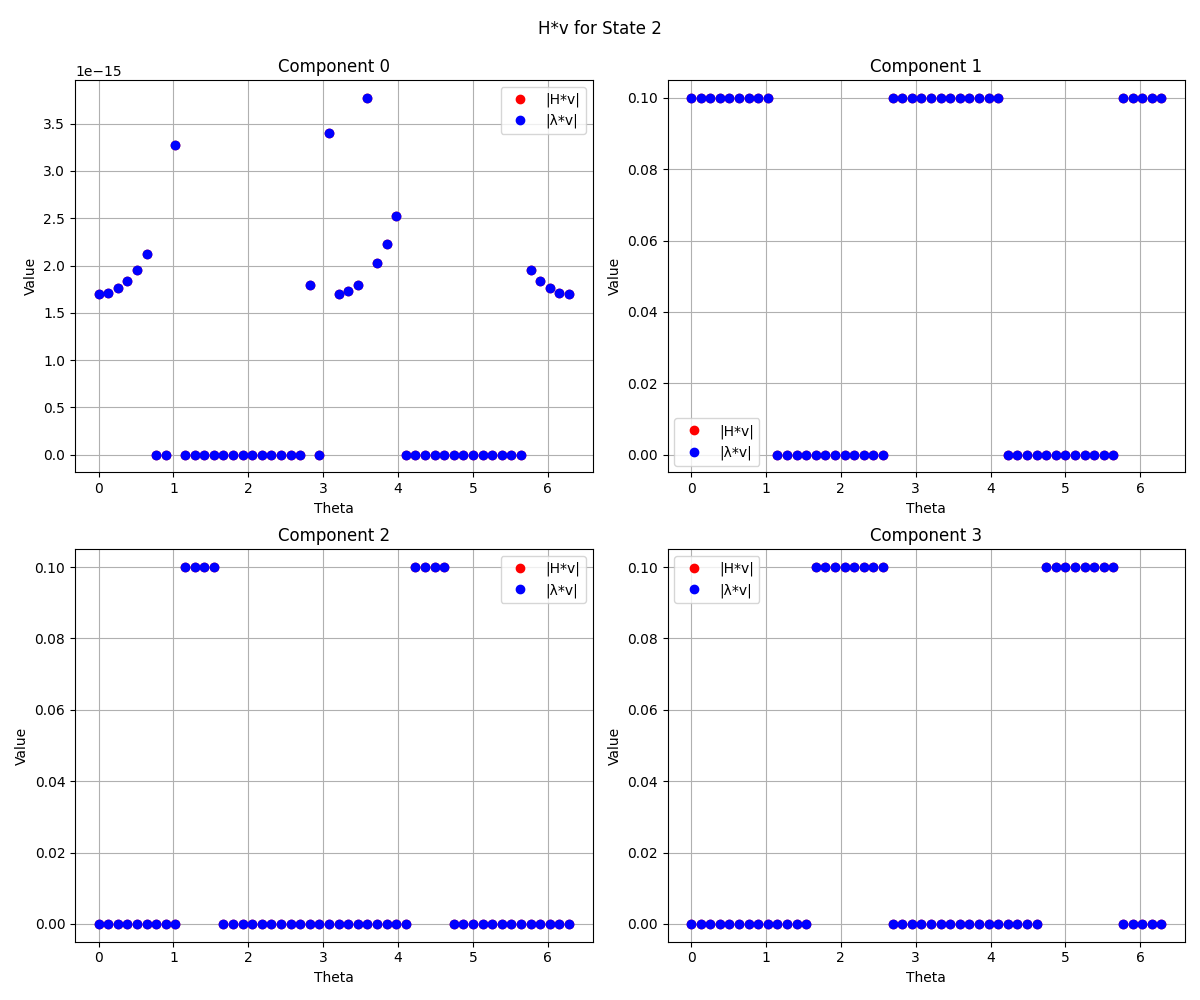 H*v for State 2
Component 0
1e−15
|H*v|
|λ*v|
Value
3.5
3.0
2.5
2.0
1.5
1.0
0.5
0.0
0 1 2 3 4 5 6
Theta
Component 1
|H*v|
|λ*v|
Value
0.10
0.08
0.06
0.04
0.02
0.00
0 1 2 3 4 5 6
Theta
Component 2
|H*v|
|λ*v|
Value
0.10
0.08
0.06
0.04
0.02
0.00
0 1 2 3 4 5 6
Theta
Component 3
|H*v|
|λ*v|
Value
0.10
0.08
0.06
0.04
0.02
0.00
0 1 2 3 4 5 6
Theta